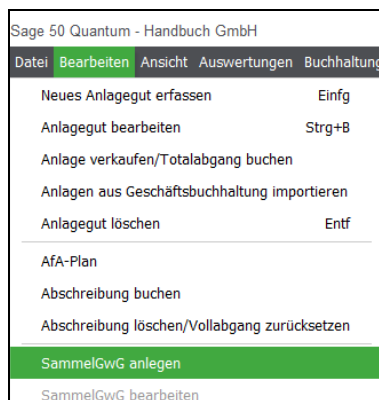 Sage 50 Quantum - Handbuch GmbH
Datei Bearbeiten Ansicht Auswertungen Buchhaltung
Neues Anlagegut erfassen Einfg
Anlagegut bearbeiten Strg+B
Anlage verkaufen/Totalabgang buchen
Anlagen aus Geschäftsbuchhaltung importieren
Anlagegut löschen Entf
AfA-Plan
Abschreibung buchen
Abschreibung löschen/Vollabgang zurücksetzen
SammelGwG anlegen
SammelGwG bearbeiten